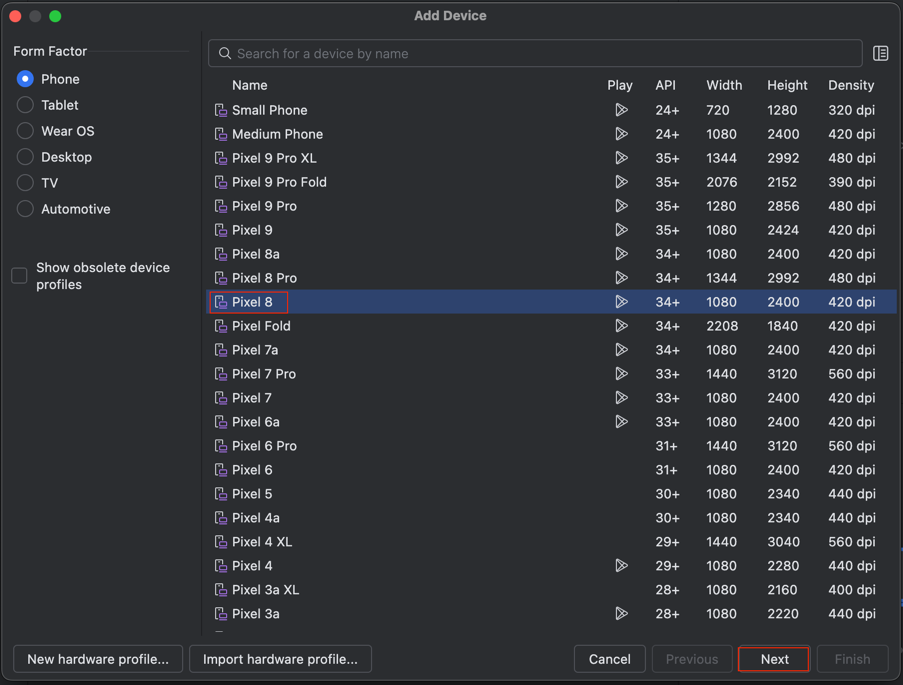 Add Device
Form Factor
Phone
Tablet
Wear OS
Desktop
TV
Automotive
Show obsolete device
profiles
Search for a device by name
Name Play API Width Height Density
Small Phone 24+ 720 1280 320 dpi
Medium Phone 24+ 1080 2400 420 dpi
Pixel 9 Pro XL 35+ 1344 2992 480 dpi
Pixel 9 Pro Fold 35+ 2076 2152 390 dpi
Pixel 9 Pro 35+ 1280 2856 480 dpi
Pixel 9 35+ 1080 2424 420 dpi
Pixel 8a 34+ 1080 2400 420 dpi
Pixel 8 Pro 34+ 1344 2992 480 dpi
Pixel 8 34+ 1080 2400 420 dpi
Pixel Fold 34+ 2208 1840 420 dpi
Pixel 7a 34+ 1080 2400 420 dpi
Pixel 7 Pro 33+ 1440 3120 560 dpi
Pixel 7 33+ 1080 2400 420 dpi
Pixel 6a 33+ 1080 2400 420 dpi
Pixel 6 Pro 31+ 1440 3120 560 dpi
Pixel 6 31+ 1080 2400 420 dpi
Pixel 5 30+ 1080 2340 440 dpi
Pixel 4a 30+ 1080 2340 440 dpi
Pixel 4 XL 29+ 1440 3040 560 dpi
Pixel 4 29+ 1080 2280 440 dpi
Pixel 3a XL 28+ 1080 2160 400 dpi
Pixel 3a 28+ 1080 2220 440 dpi
New hardware profile... Import hardware profile... Cancel Previous Next Finish